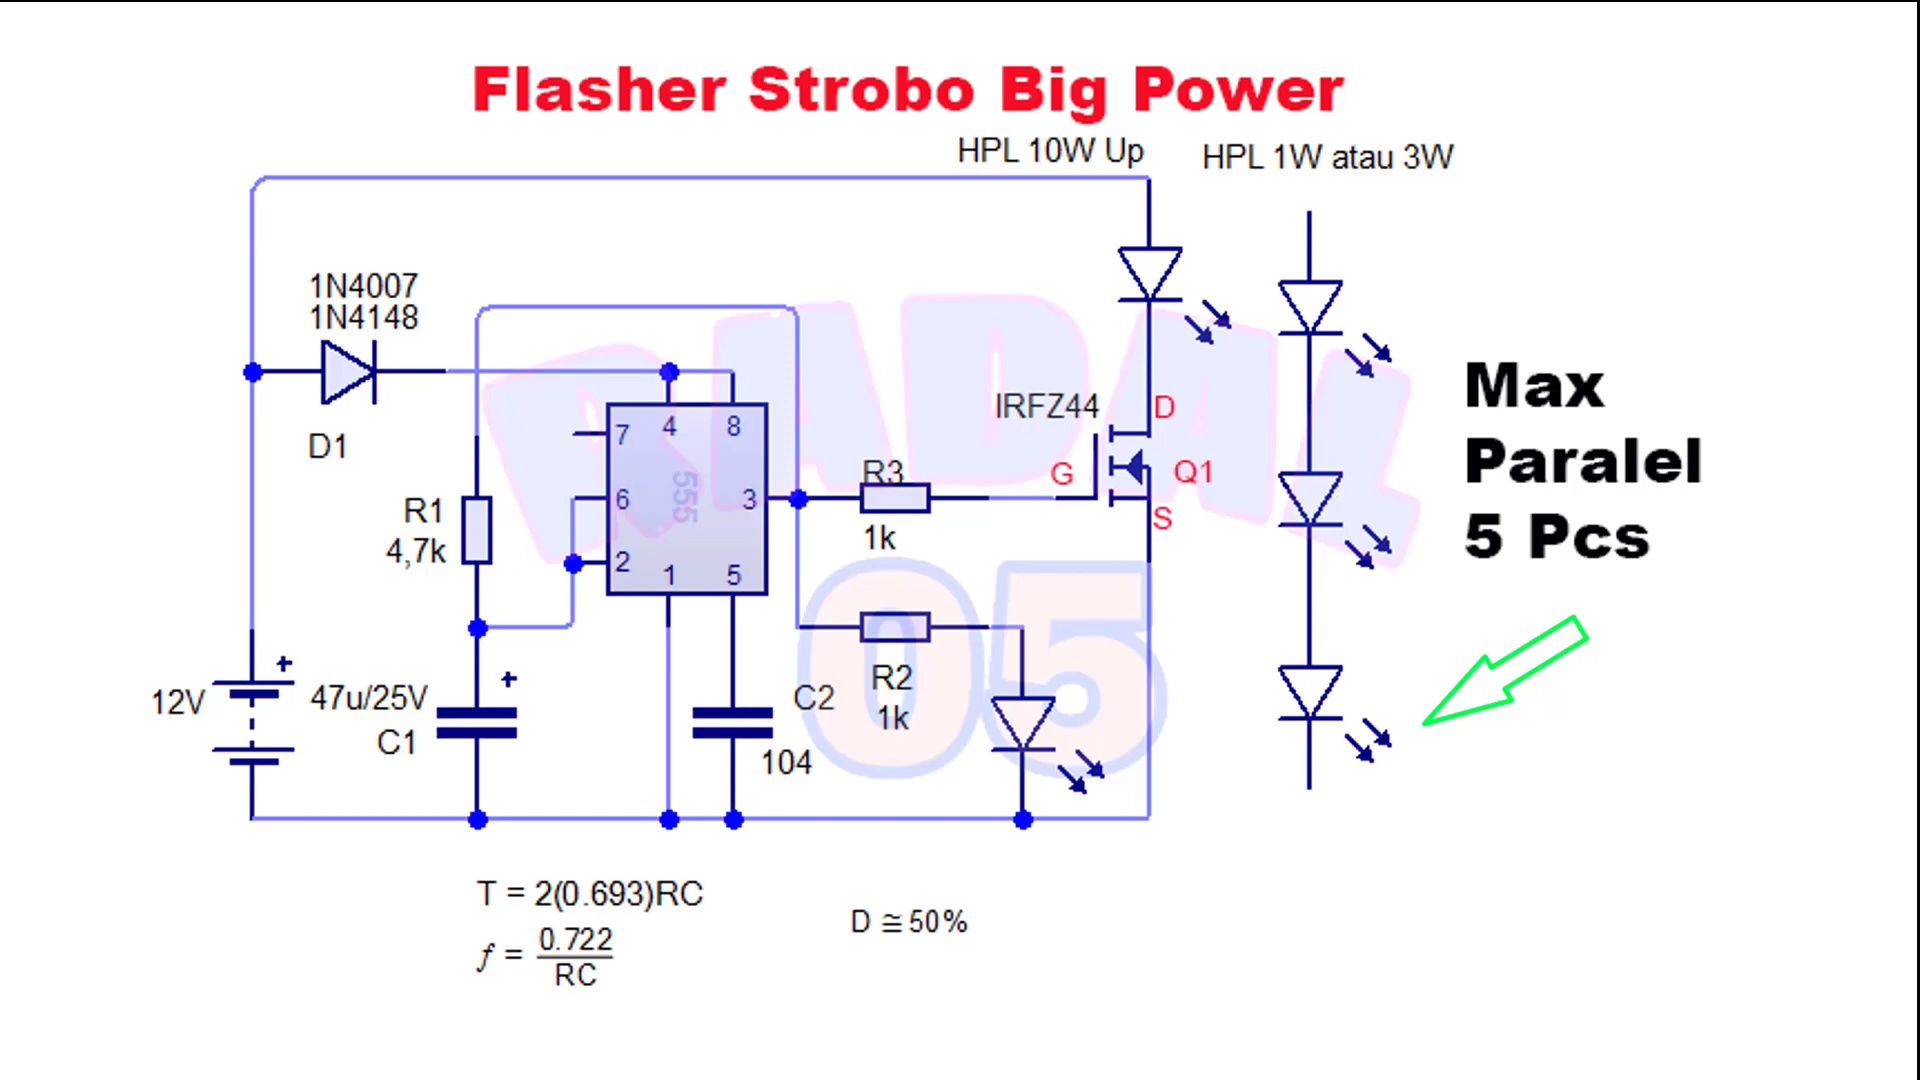 Flasher Strobo Big Power
HPL 10W Up
HPL 1W atau 3W
1N4007
1N4148
D1
IRFZ44
D
G
Q1
S
Max
Paralel
5 Pcs
7
4
8
6
555
3
2
1
5
R3
1k
R1
4,7k
+
12V
47u/25V
+
C1
C2
104
R2
1k
RADAL
05
T = 2(0.693)RC
f = 0.722
RC
D ≅ 50%